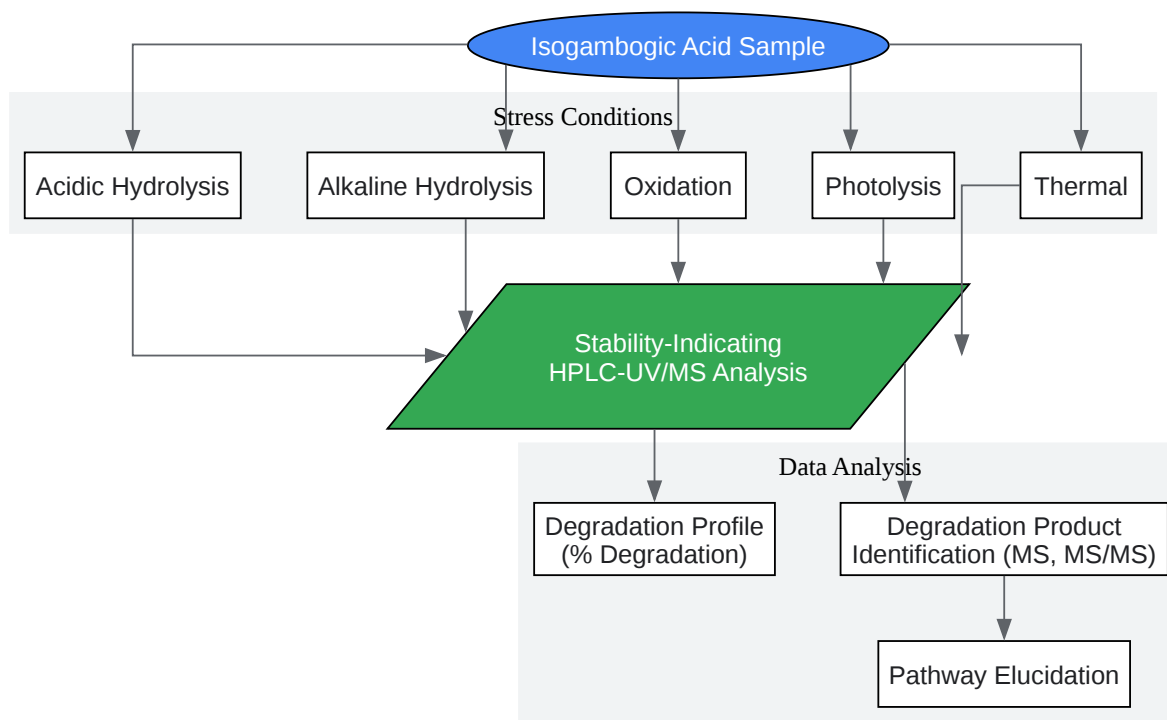 Isogambogic Acid Sample
Stress Conditions
Acidic Hydrolysis
Alkaline Hydrolysis
Oxidation
Photolysis
Thermal
Stability-Indicating
HPLC-UV/MS Analysis
Data Analysis
Degradation Profile
(% Degradation)
Degradation Product
Identification (MS, MS/MS)
Pathway Elucidation